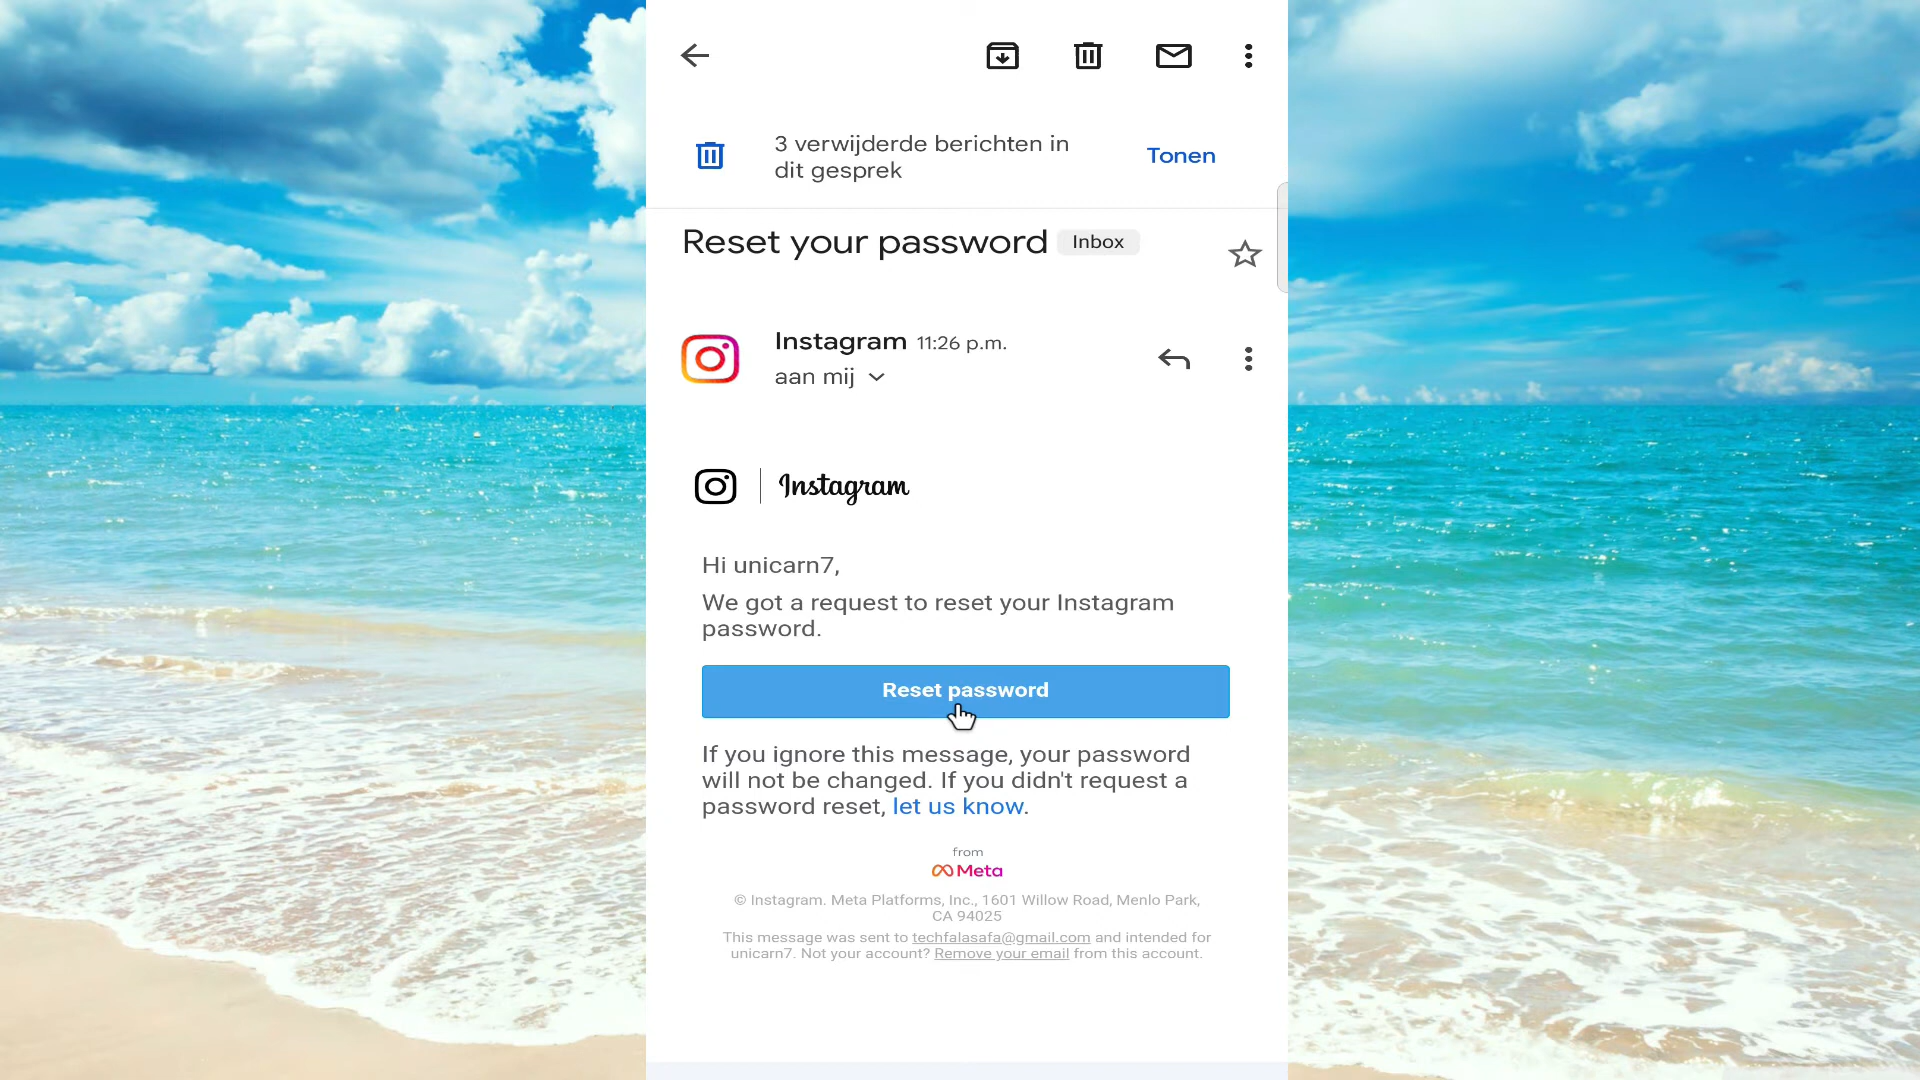 3 verwijderde berichten in
dit gesprek
Tonen
Reset your password Inbox
Instagram 11:26 p.m.
aan mij
Instagram
Hi unicarn7,
We got a request to reset your Instagram
password.
Reset password
If you ignore this message, your password
will not be changed. If you didn't request a
password reset, let us know.
from
Meta
© Instagram. Meta Platforms, Inc., 1601 Willow Road, Menlo Park,
CA 94025
This message was sent to techfalasafa@gmail.com and intended for
unicarn7. Not your account? Remove your email from this account.